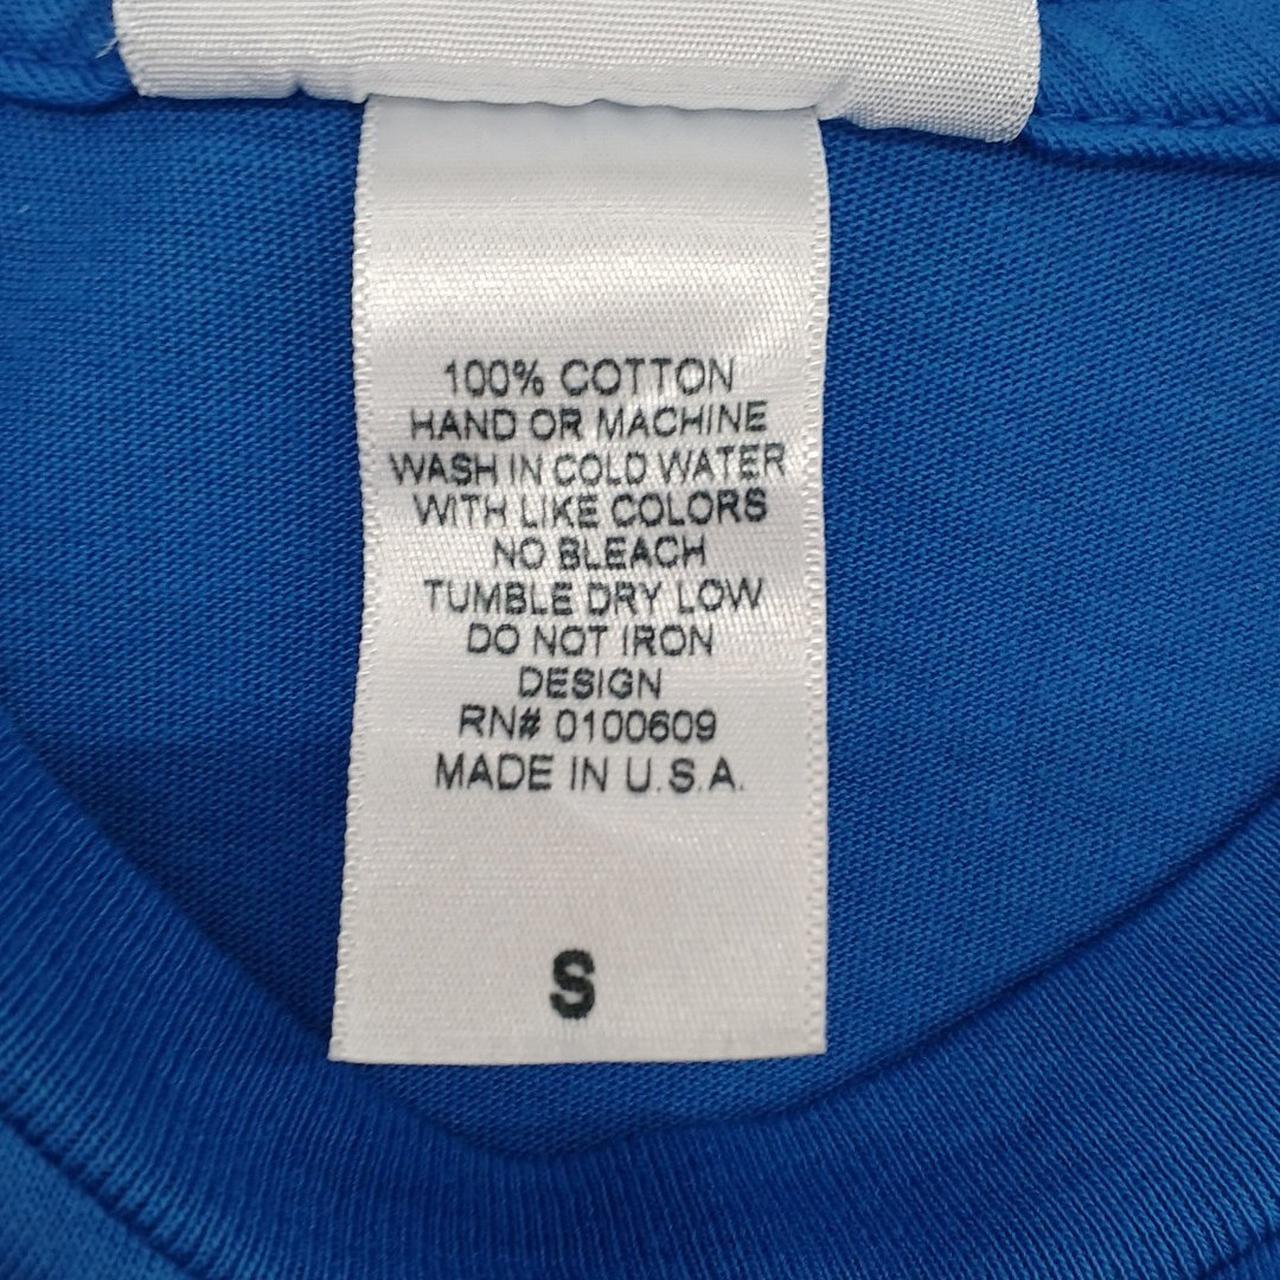 100% COTTON
HAND OR MACHINE
WASH IN COLD WATER
WITH LIKE COLORS
NO BLEACH
TUMBLE DRY LOW
DO NOT IRON
DESIGN
RN# 0100609
MADE IN U.S.A.
S